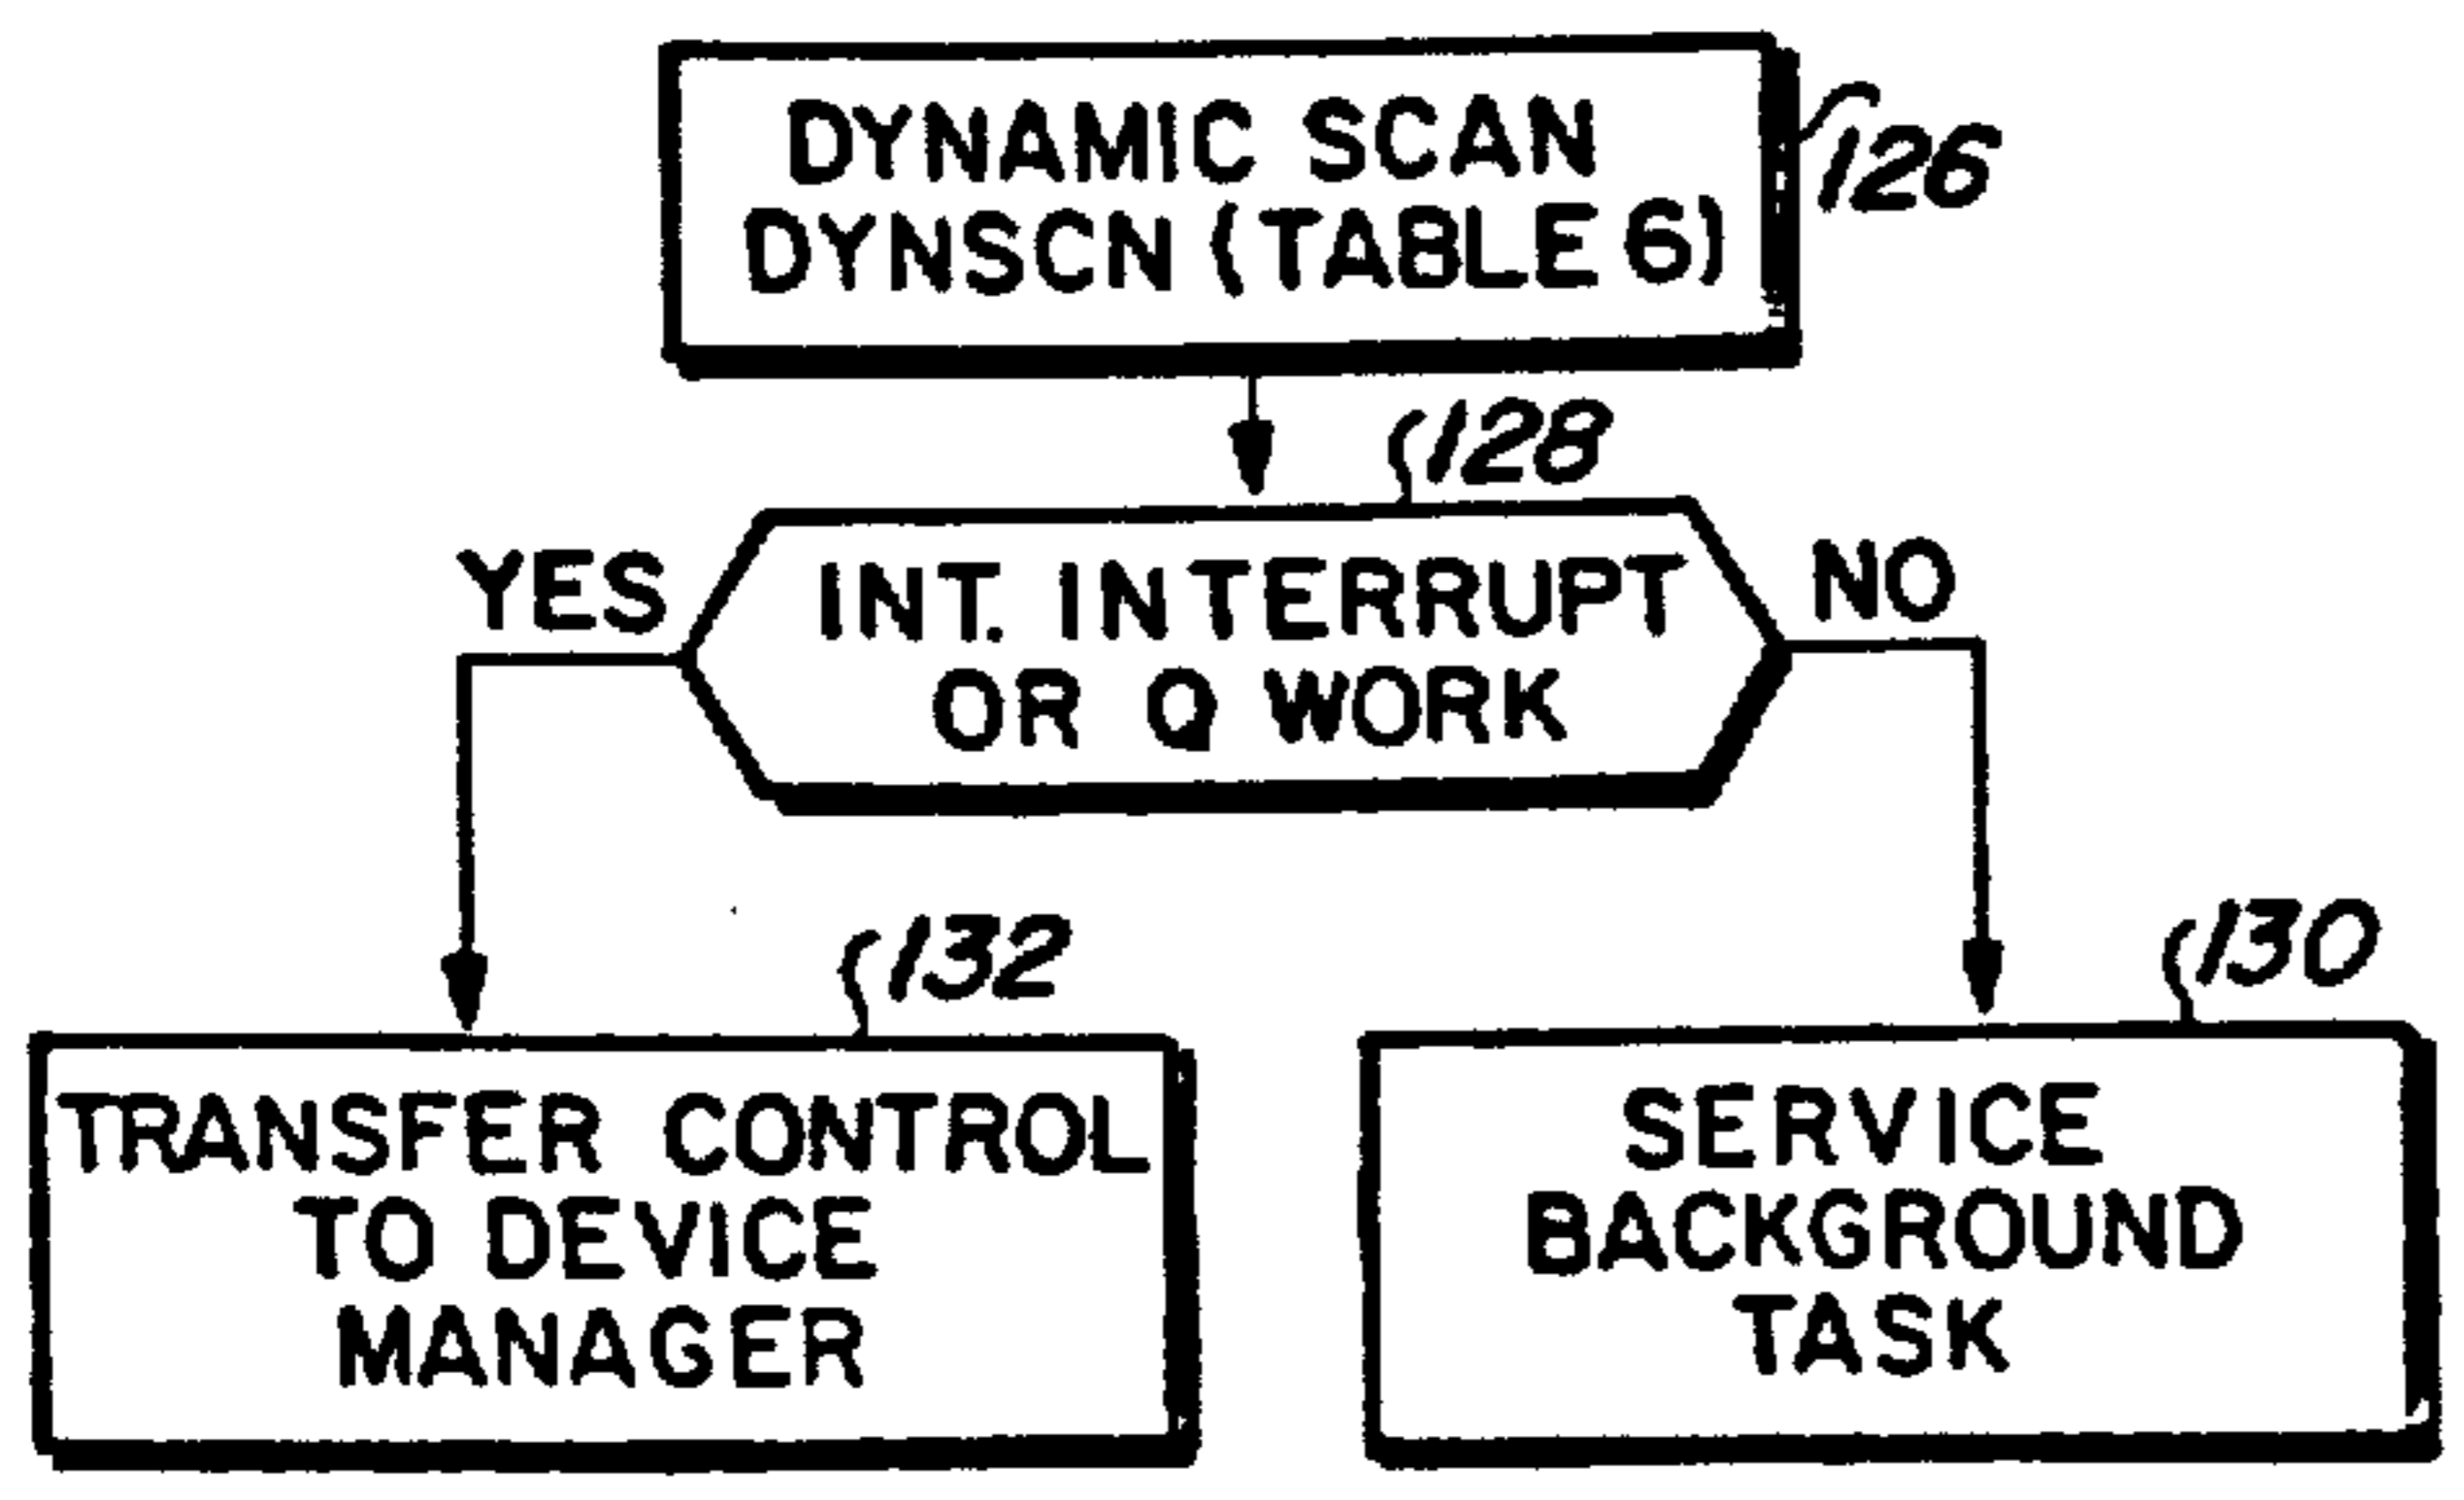 DYNAMIC SCAN
DYNSCN (TABLE 6)
126
128
YES
INT. INTERRUPT
OR Q WORK
NO
132
130
TRANSFER CONTROL
TO DEVICE
MANAGER
SERVICE
BACKGROUND
TASK